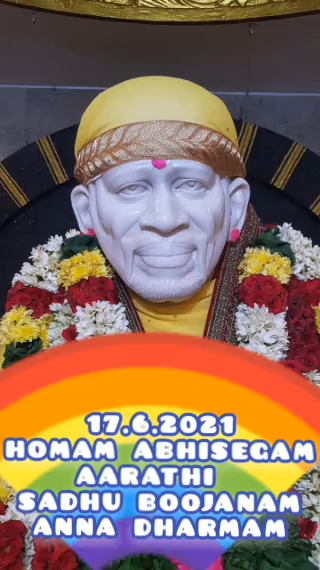 17.6.2021
HOMAM ABHISEGAM
AARATHI
SADHU BOOJANAM
ANNA DHARMAM